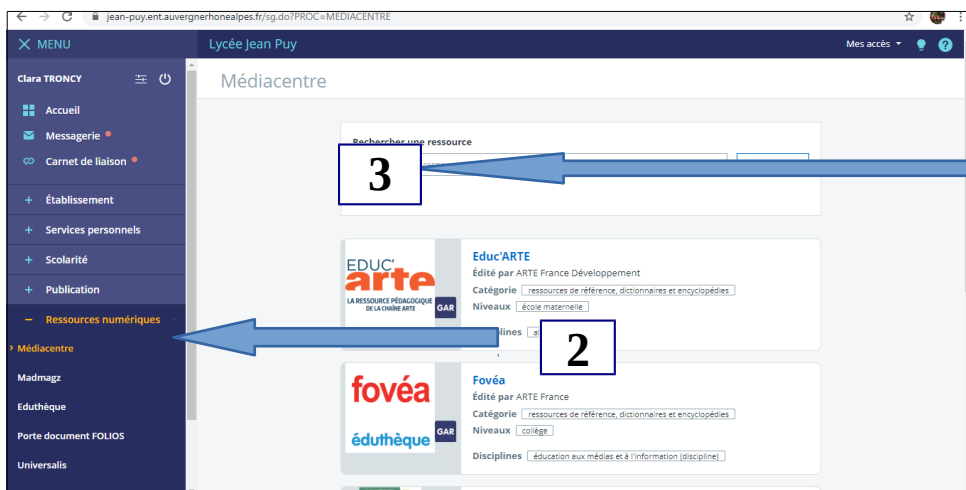 jean-puy.ent.auvergnerhonealpes.fr/sg.do?PROC=MEDIACENTRE
MENU
Lycée Jean Puy
Mes accès
?
Clara TRONCY
Médiacentre
Accueil
Messagerie
Carnet de liaison
+ Établissement
+ Services personnels
+ Scolarité
+ Publication
– Ressources numériques
› Médiacentre
Madmagz
Eduthèque
Porte document FOLIOS
Universalis
Rechercher une ressource
3
EDUC'
arte
LA RESSOURCE PÉDAGOGIQUE
DE LA CHAÎNE ARTE
GAR
Educ'ARTE
Édité par ARTE France Développement
Catégorie ressources de référence, dictionnaires et encyclopédies
Niveaux école maternelle
2
fovéa
éduthèque
GAR
Fovéa
Édité par ARTE France
Catégorie ressources de référence, dictionnaires et encyclopédies
Niveaux collège
Disciplines éducation aux médias et à l'information (discipline)